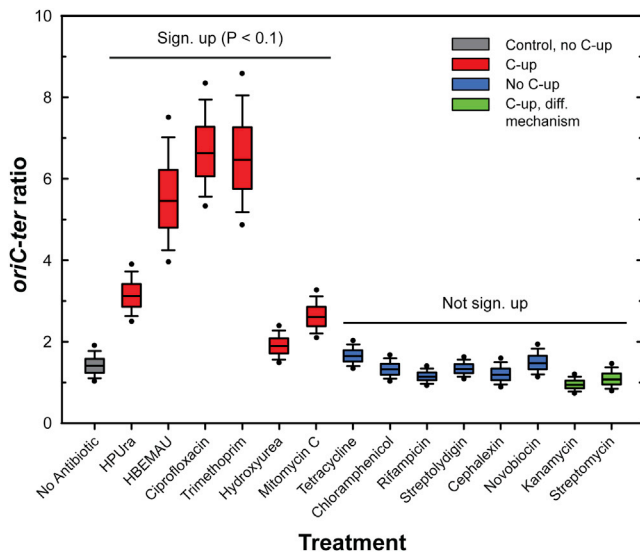 10
8
6
4
2
0
oriC-ter ratio
Sign. up (P < 0.1)
Control, no C-up
C-up
No C-up
C-up, diff.
mechanism
Not sign. up
No Antibiotic
HPUra
HBEMAU
Ciprofloxacin
Trimethoprim
Hydroxyurea
Mitomycin C
Tetracycline
Chloramphenicol
Rifampicin
Streptolydigin
Cephalexin
Novobiocin
Kanamycin
Streptomycin
Treatment